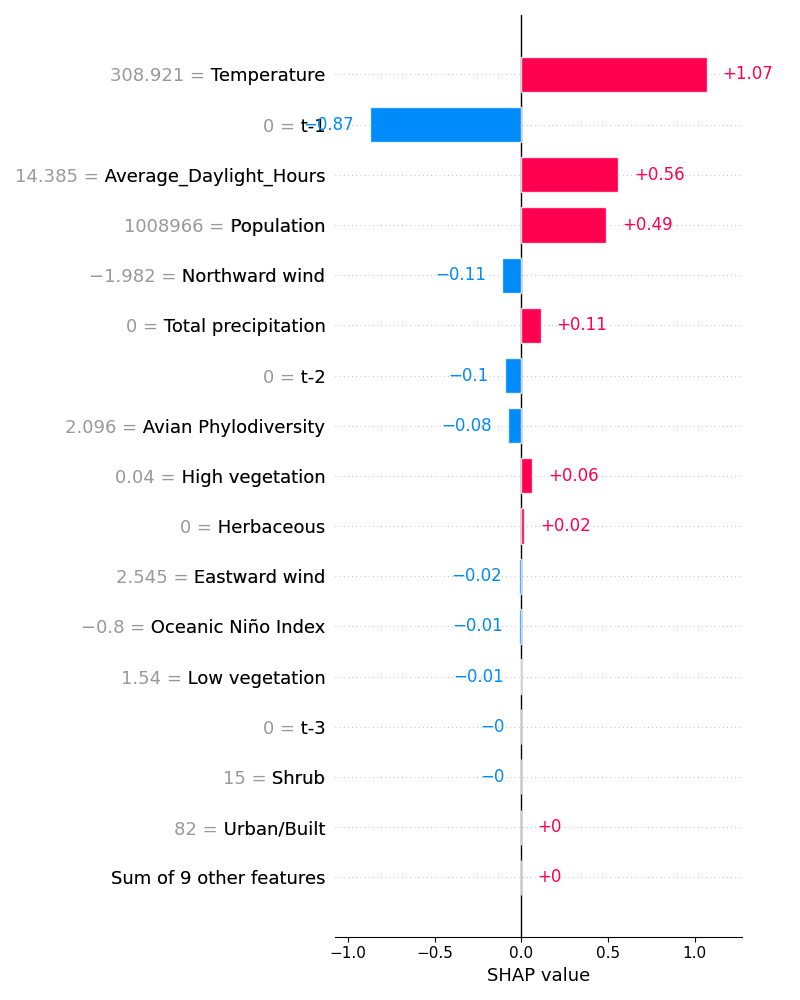 308.921 = Temperature +1.07
0 = t-1 −0.87
14.385 = Average_Daylight_Hours +0.56
1008966 = Population +0.49
−1.982 = Northward wind −0.11
0 = Total precipitation +0.11
0 = t-2 −0.1
2.096 = Avian Phylodiversity −0.08
0.04 = High vegetation +0.06
0 = Herbaceous +0.02
2.545 = Eastward wind −0.02
−0.8 = Oceanic Niño Index −0.01
1.54 = Low vegetation −0.01
0 = t-3 −0
15 = Shrub −0
82 = Urban/Built +0
Sum of 9 other features +0
−1.0 −0.5 0.0 0.5 1.0
SHAP value